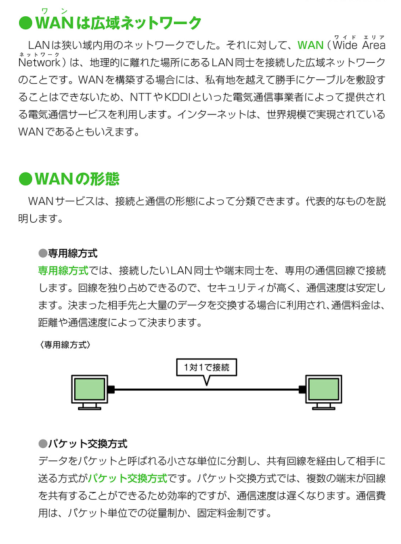 ワン
●WANは広域ネットワーク
LANは狭い域内用のネットワークでした。それに対して、WAN（Wide Area
ワイド エリア
ネットワーク
Network）は、地理的に離れた場所にあるLAN同士を接続した広域ネットワーク
のことです。WANを構築する場合には、私有地を越えて勝手にケーブルを敷設す
ることはできないため、NTTやKDDIといった電気通信事業者によって提供され
る電気通信サービスを利用します。インターネットは、世界規模で実現されている
WANであるともいえます。
●WANの形態
WANサービスは、接続と通信の形態によって分類できます。代表的なものを説
明します。
●専用線方式
専用線方式では、接続したいLAN同士や端末同士を、専用の通信回線で接続
します。回線を独り占めできるので、セキュリティが高く、通信速度は安定し
ます。決まった相手先と大量のデータを交換する場合に利用され、通信料金は、
距離や通信速度によって決まります。
〈専用線方式〉
1対1で接続
●パケット交換方式
データをパケットと呼ばれる小さな単位に分割し、共有回線を経由して相手に
送る方式がパケット交換方式です。パケット交換方式では、複数の端末が回線
を共有することができるため効率的ですが、通信速度は遅くなります。通信費
用は、パケット単位での従量制か、固定料金制です。